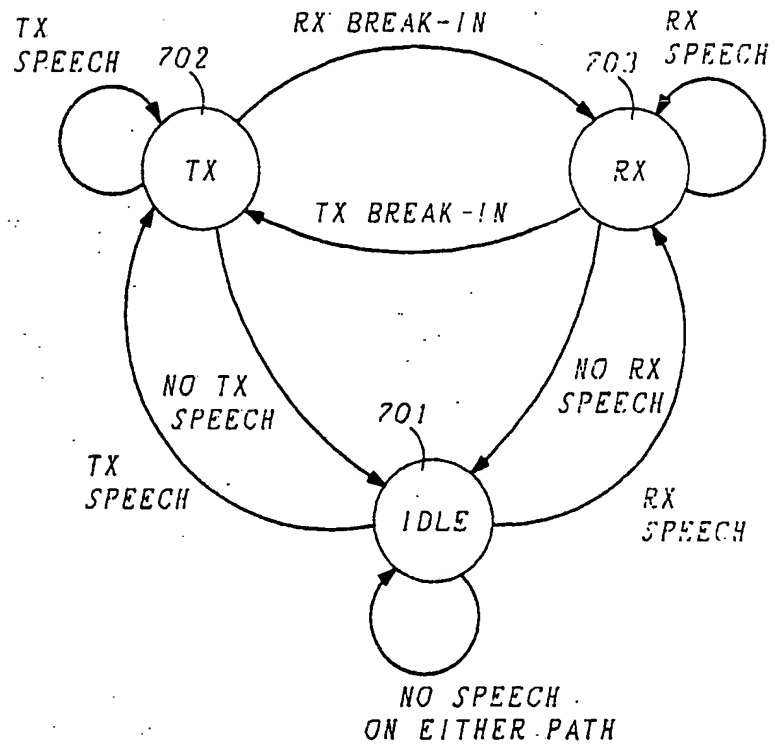 TX
SPEECH
702
RX BREAK-IN
703
RX
SPEECH
TX
RX
TX BREAK-IN
NO TX
SPEECH
701
NO RX
SPEECH
TX
SPEECH
IDLE
RX
SPEECH
NO SPEECH
ON EITHER PATH